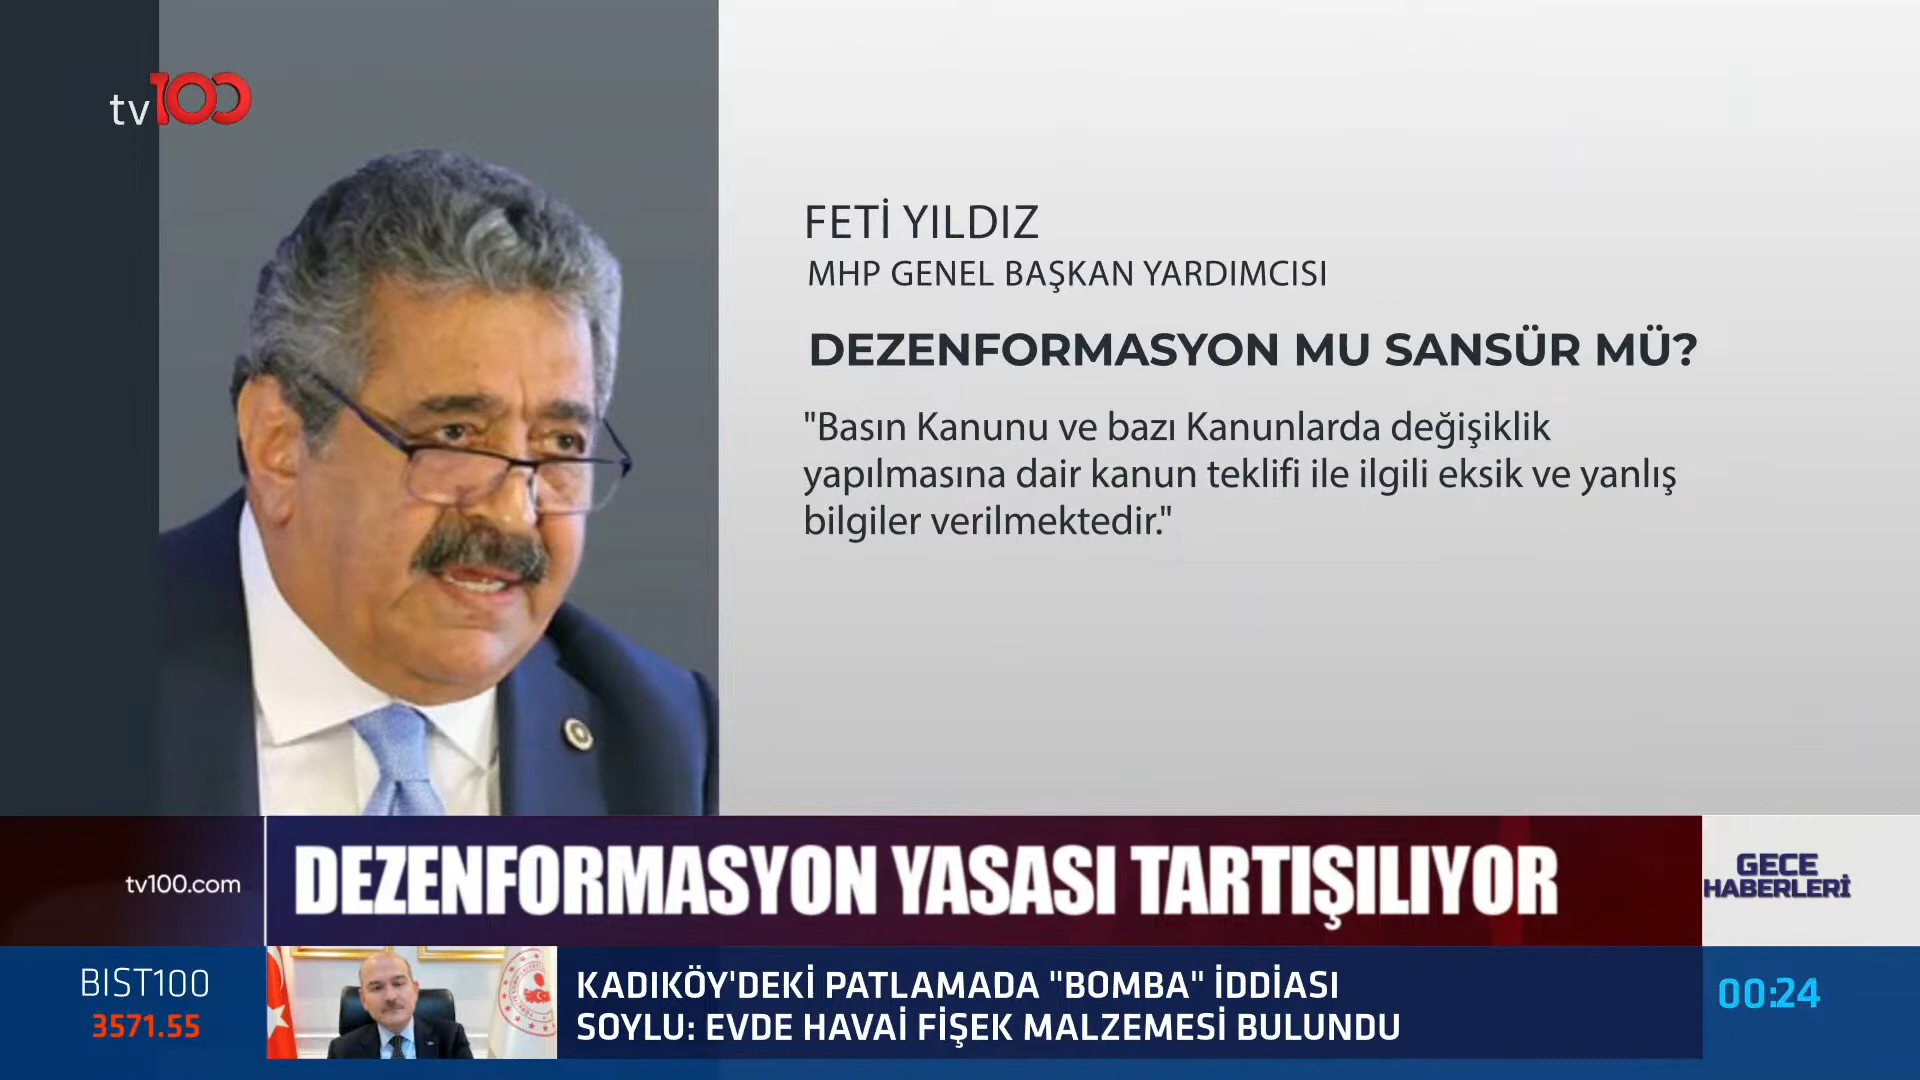 tv100
FETİ YILDIZ
MHP GENEL BAŞKAN YARDIMCISI
DEZENFORMASYON MU SANSÜR MÜ?
"Basın Kanunu ve bazı Kanunlarda değişiklik
yapılmasına dair kanun teklifi ile ilgili eksik ve yanlış
bilgiler verilmektedir."
tv100.com
DEZENFORMASYON YASASI TARTIŞILIYOR
GECE
HABERLERİ
BIST100
3571.55
KADIKÖY'DEKİ PATLAMADA "BOMBA" İDDİASI
SOYLU: EVDE HAVAİ FİŞEK MALZEMESİ BULUNDU
00:24